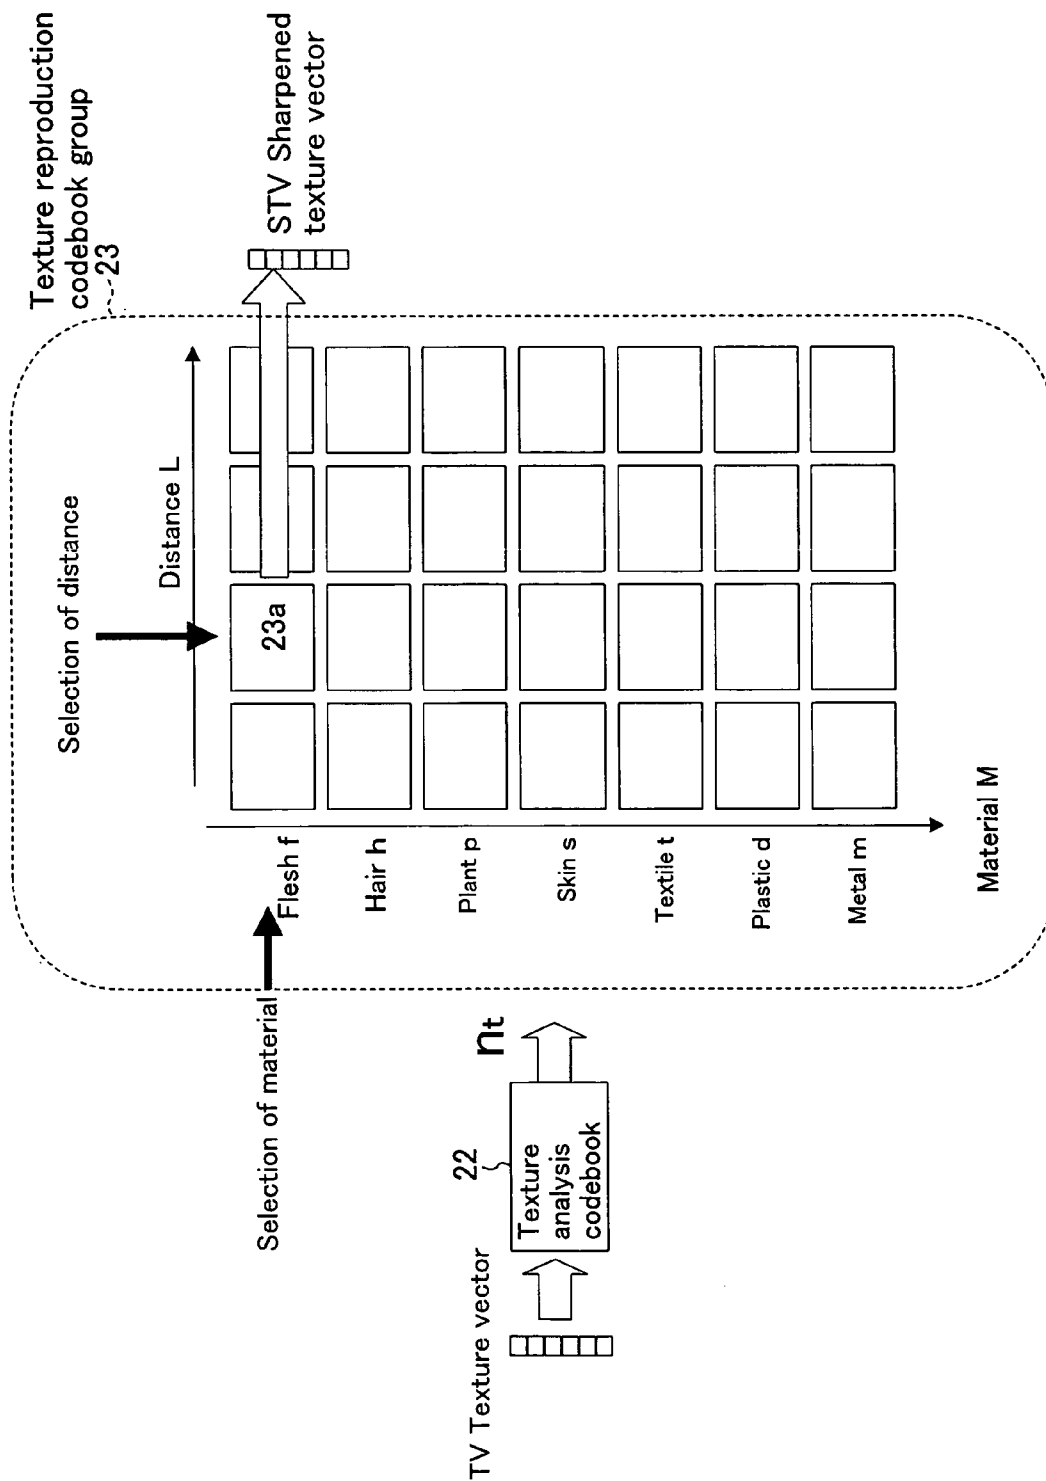 Texture reproduction
codebook group
23
Selection of distance
Distance L
STV Sharpened
texture vector
23a
Selection of material
Flesh f
Hair h
Plant p
Skin s
Textile t
Plastic d
Metal m
Material M
TV Texture vector
22
Texture
analysis
codebook
nt